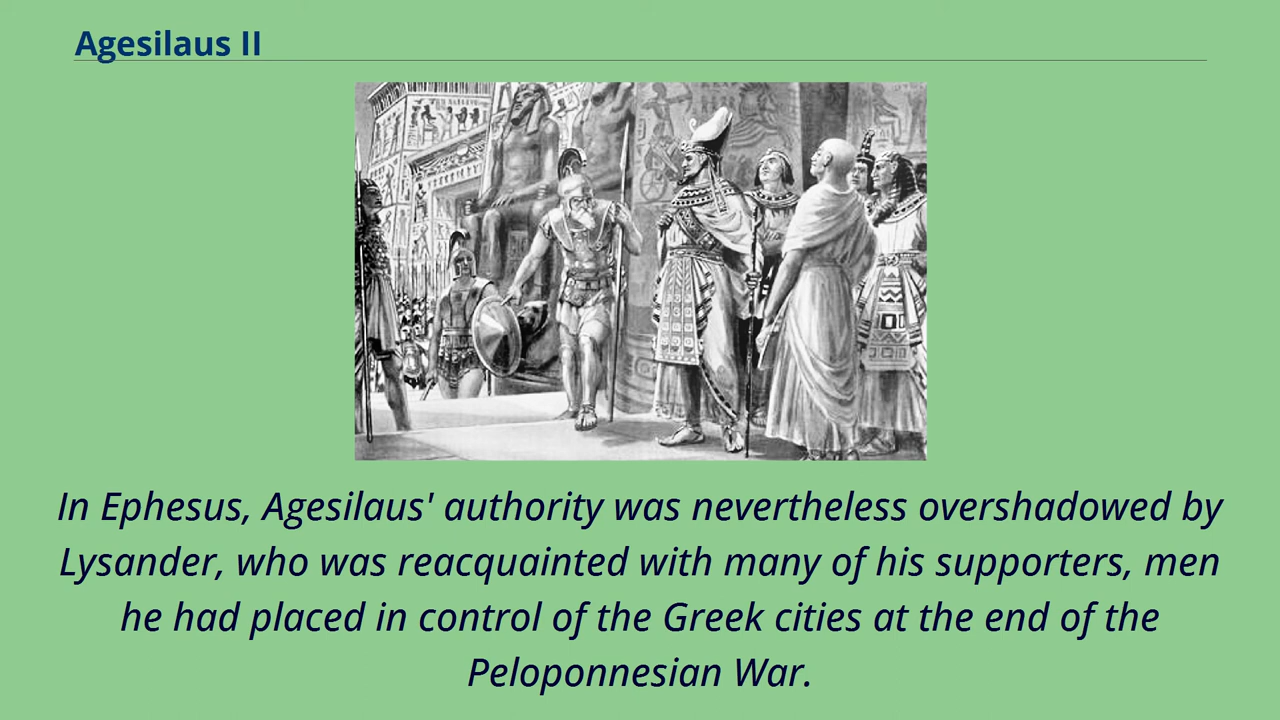 Agesilaus II
In Ephesus, Agesilaus' authority was nevertheless overshadowed by
Lysander, who was reacquainted with many of his supporters, men
he had placed in control of the Greek cities at the end of the
Peloponnesian War.